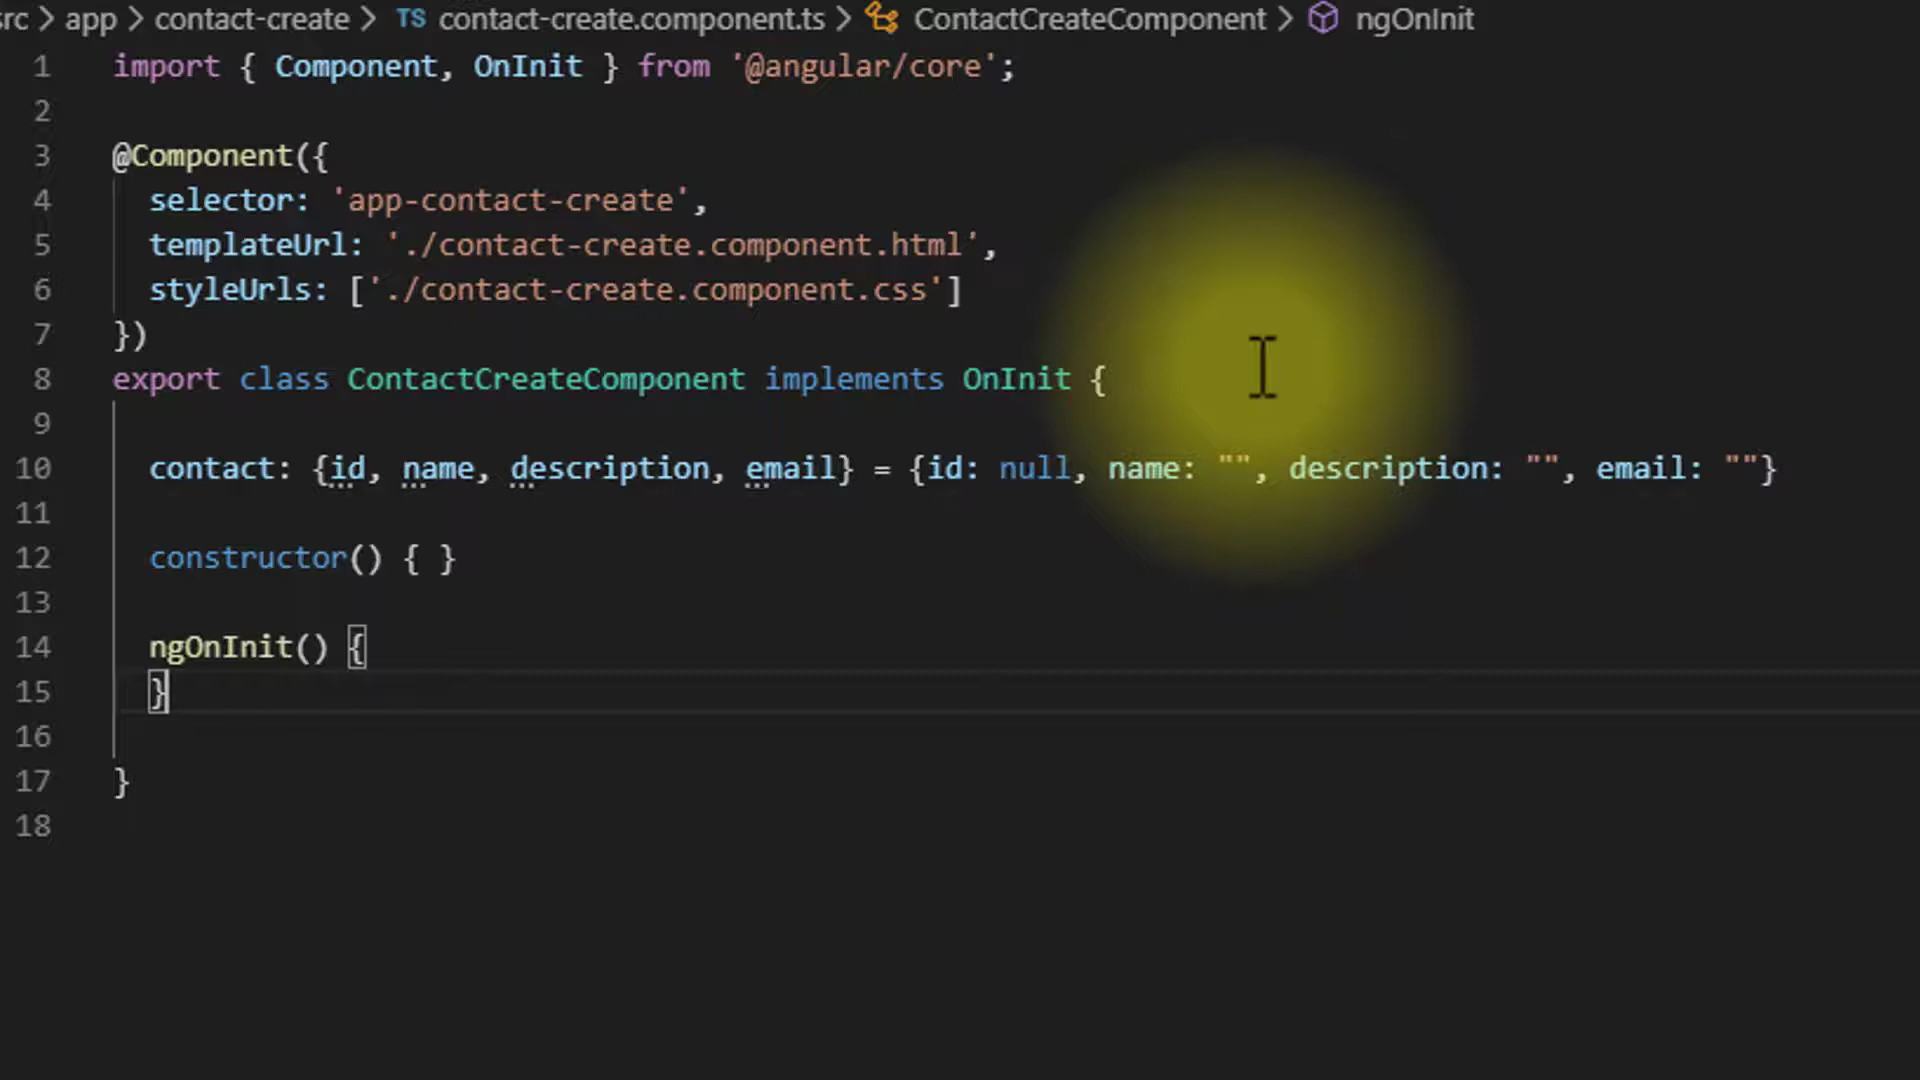 src > app > contact-create > TS contact-create.component.ts > ContactCreateComponent > ngOnInit
1 import { Component, OnInit } from '@angular/core';
2
3 @Component({
4 selector: 'app-contact-create',
5 templateUrl: './contact-create.component.html',
6 styleUrls: ['./contact-create.component.css']
7 })
8 export class ContactCreateComponent implements OnInit {
9
10 contact: {id, name, description, email} = {id: null, name: "", description: "", email: ""}
11
12 constructor() { }
13
14 ngOnInit() {
15 }
16
17 }
18